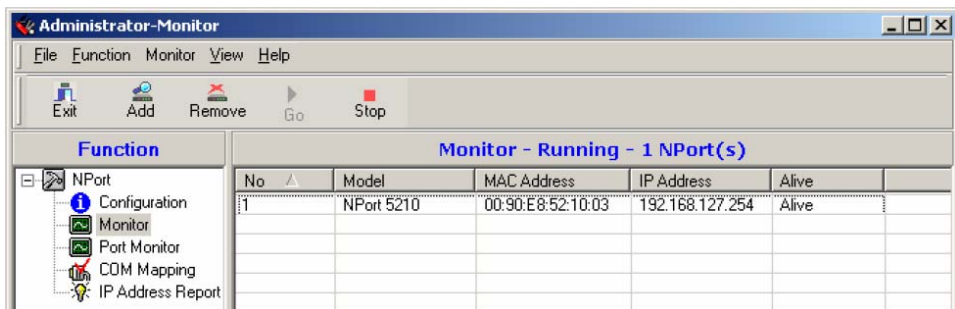 Administrator-Monitor
File Function Monitor View Help
Exit Add Remove Go Stop
Function
Monitor - Running - 1 NPort(s)
NPort
Configuration
Monitor
Port Monitor
COM Mapping
IP Address Report
No Model MAC Address IP Address Alive
1 NPort 5210 00:90:E8:52:10:03 192.168.127.254 Alive